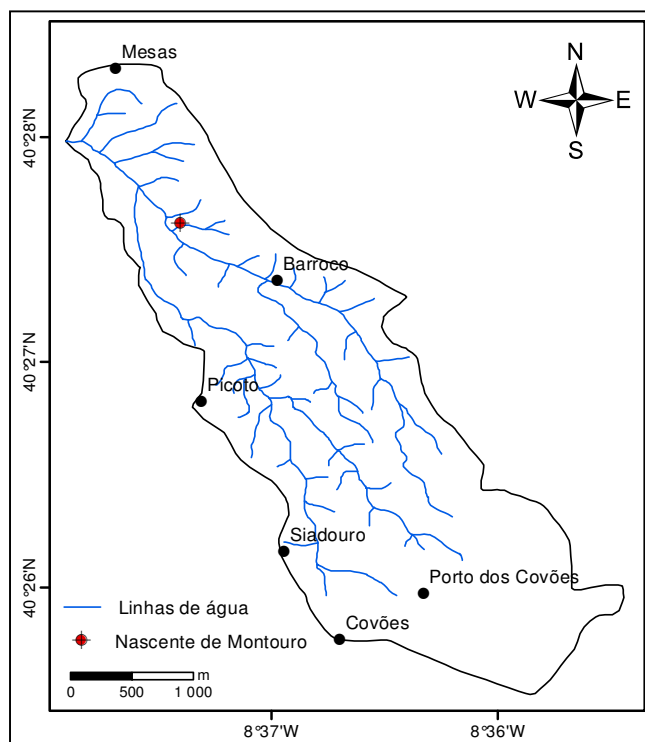 Mesas
N
W
E
S
40°28'N
Barroco
40°27'N
Picoto
Siadouro
40°26'N
Porto dos Covões
Linhas de água
Nascente de Montouro
Covões
m
0
500
1 000
8°37'W
8°36'W